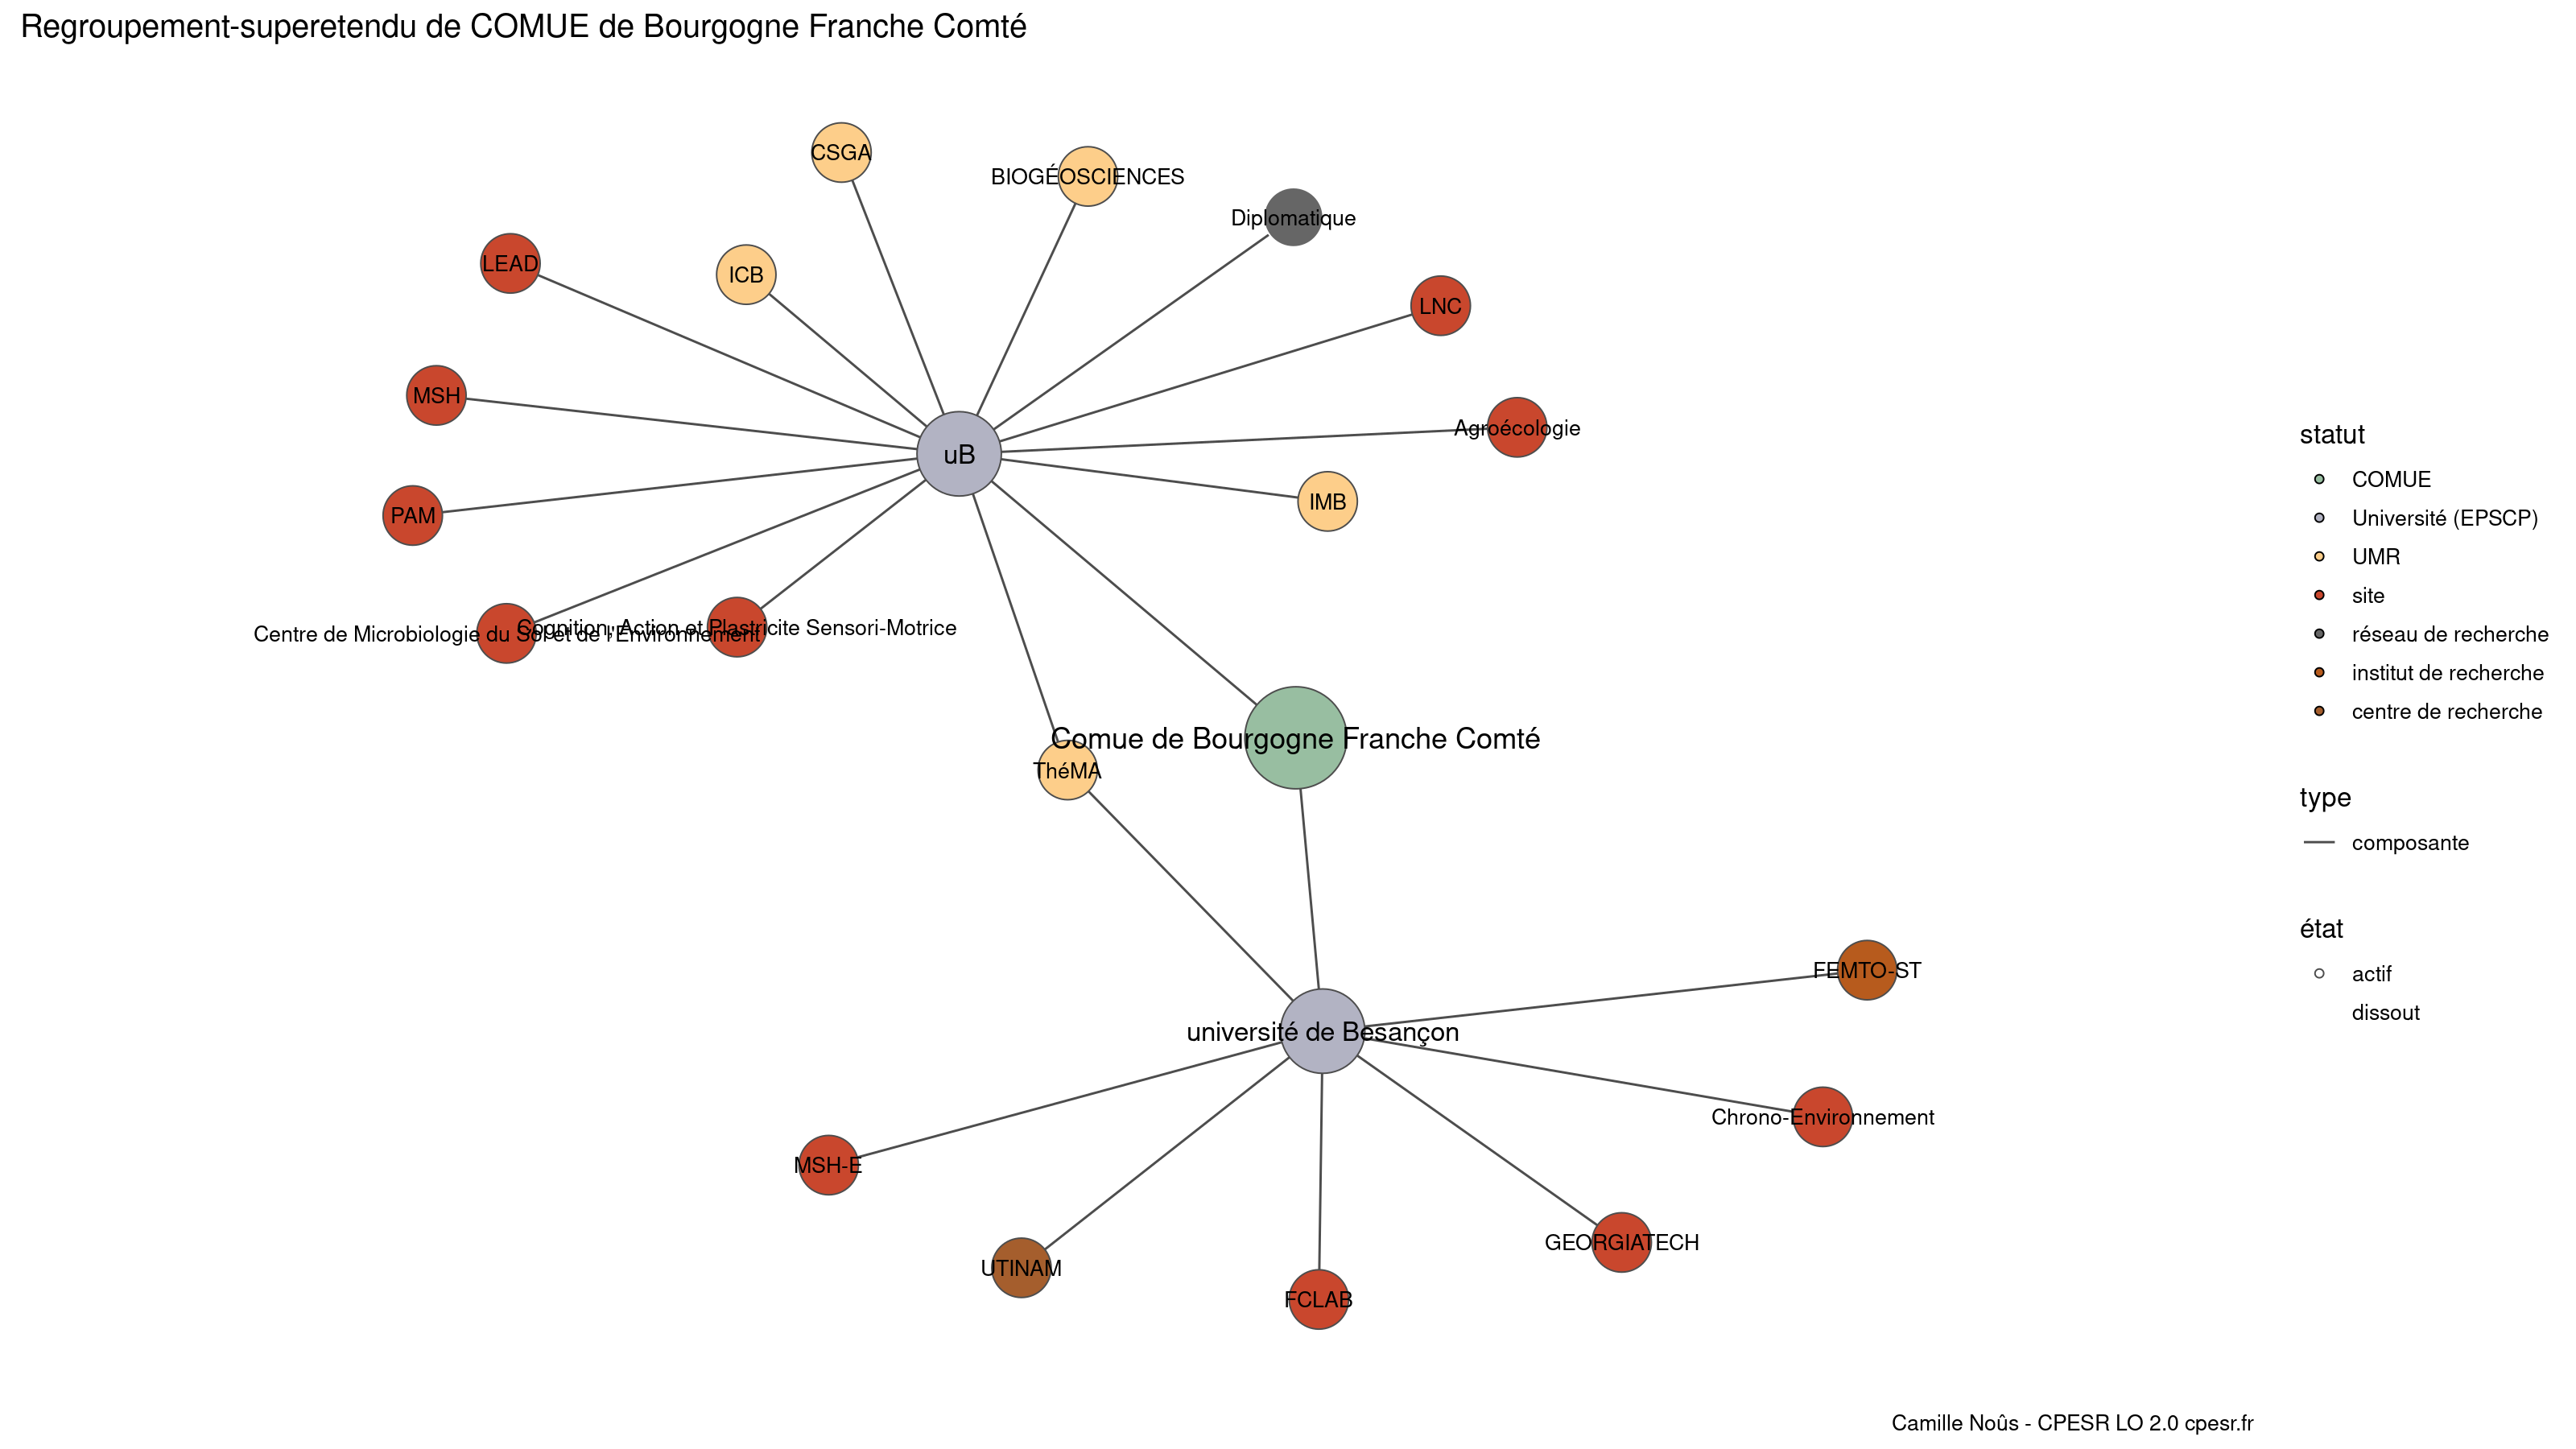 Regroupement-superetendu de COMUE de Bourgogne Franche Comté
CSGA
BIOGÉOSCIENCES
Diplomatique
LEAD
ICB
LNC
MSH
Agroécologie
uB
IMB
PAM
Cognition, Action et Plastricite Sensori-Motrice
Centre de Microbiologie du Sol et de l'Environnement
Comue de Bourgogne Franche Comté
ThéMA
FEMTO-ST
université de Besançon
Chrono-Environnement
MSH-E
GEORGIATECH
UTINAM
FCLAB
statut
COMUE
Université (EPSCP)
UMR
site
réseau de recherche
institut de recherche
centre de recherche
type
composante
état
actif
dissout
Camille Noûs - CPESR LO 2.0 cpesr.fr